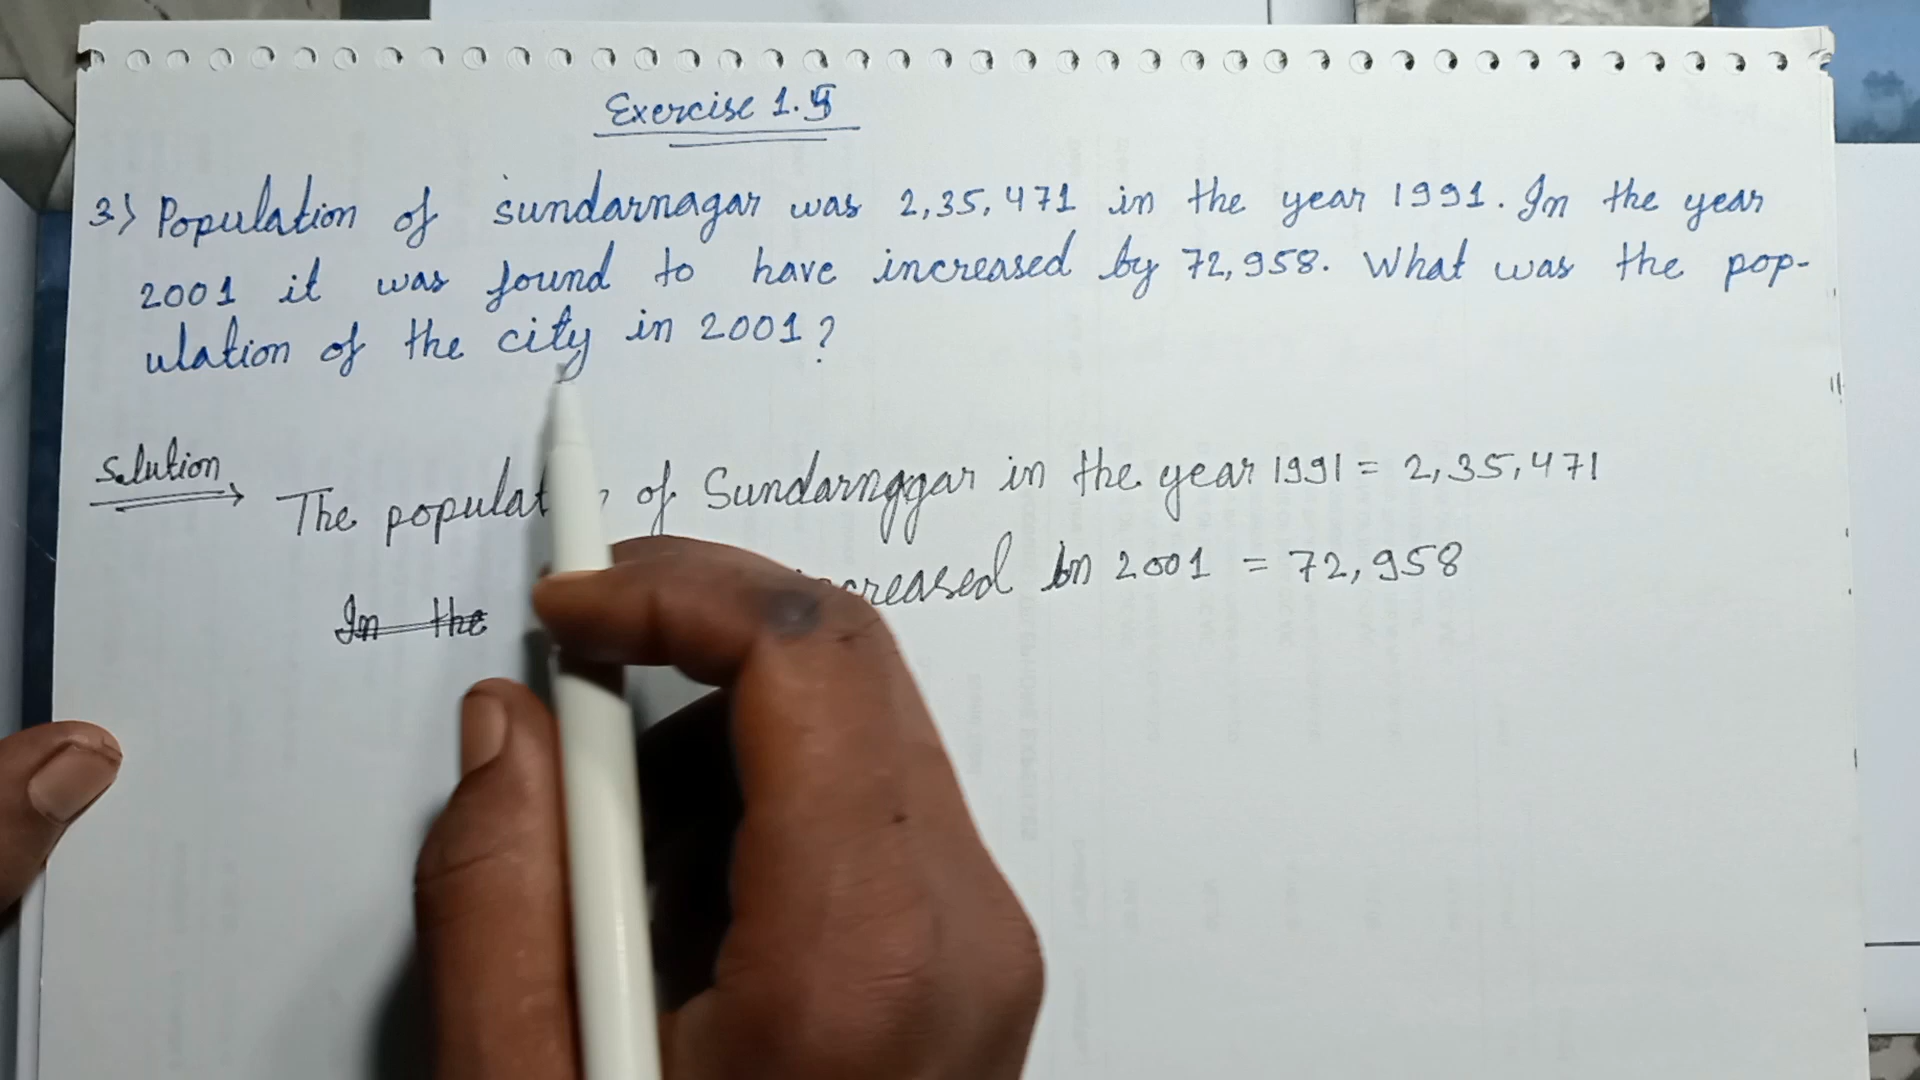 Exercise 1.5
3) Population of sundarnagar was 2,35,471 in the year 1991. In the year
2001 it was found to have increased by 72,958. What was the pop-
ulation of the city in 2001?
Solution
The of Sundarnagar in the year 1991 = 2,35,471
In the in 2001 = 72,958